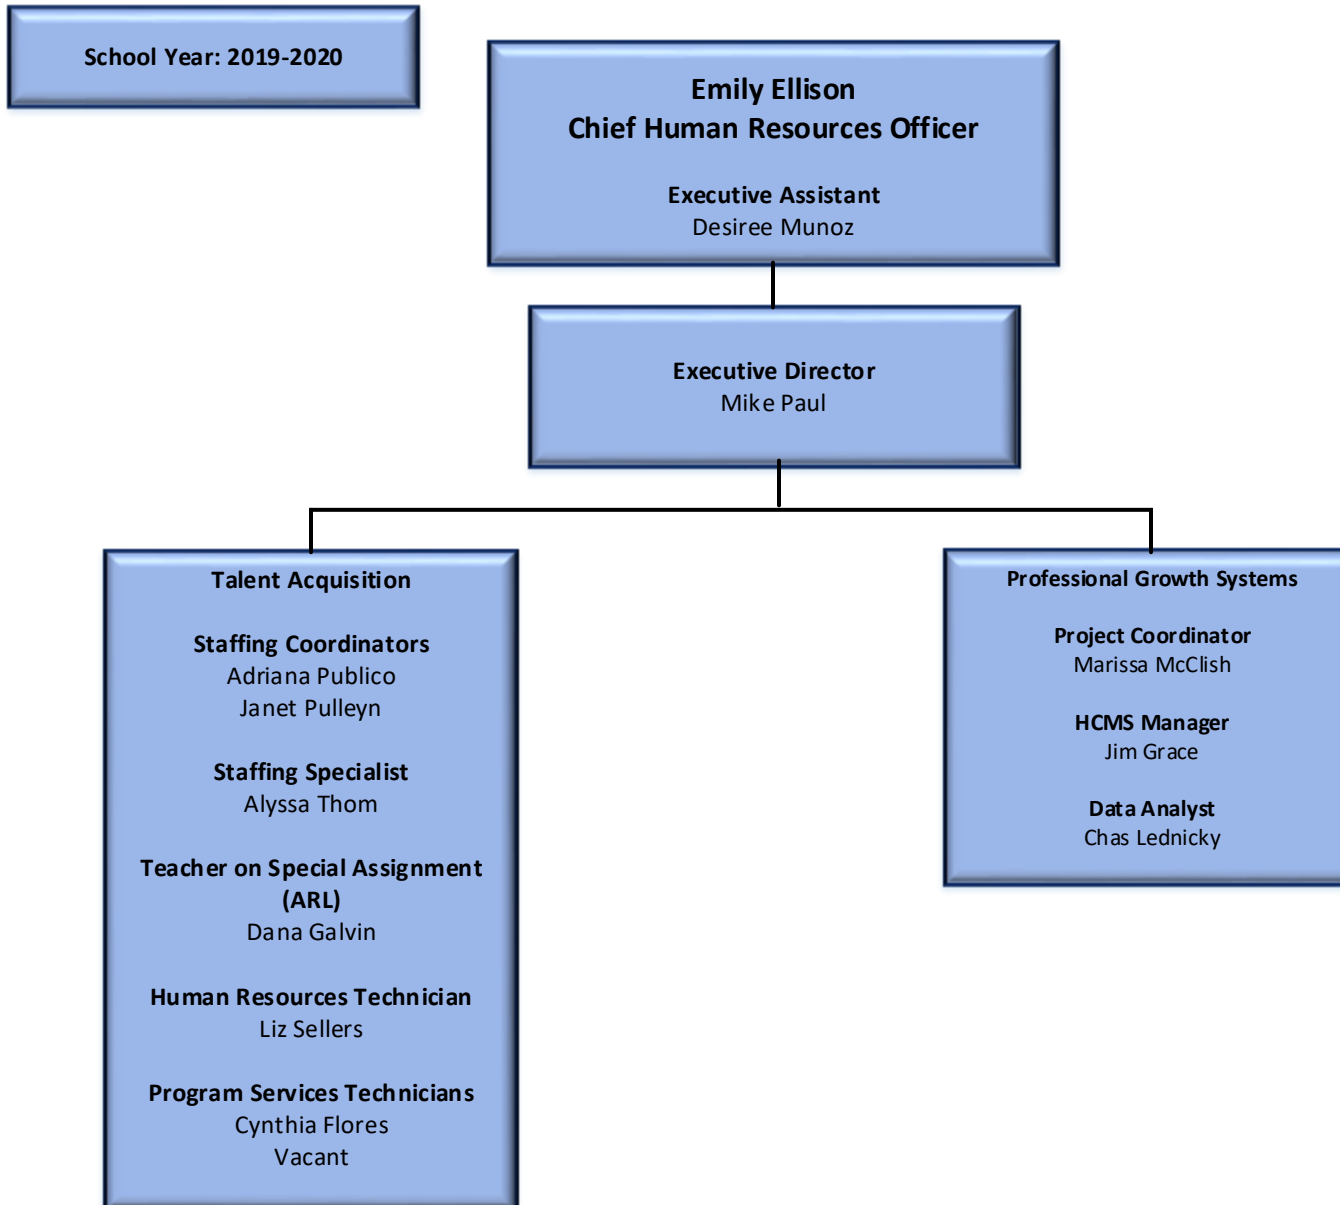 School Year: 2019-2020
Emily Ellison
Chief Human Resources Officer
Executive Assistant
Desiree Munoz
Executive Director
Mike Paul
Talent Acquisition
Staffing Coordinators
Adriana Publico
Janet Pulleyn
Staffing Specialist
Alyssa Thom
Teacher on Special Assignment
(ARL)
Dana Galvin
Human Resources Technician
Liz Sellers
Program Services Technicians
Cynthia Flores
Vacant
Professional Growth Systems
Project Coordinator
Marissa McClish
HCMS Manager
Jim Grace
Data Analyst
Chas Lednicky